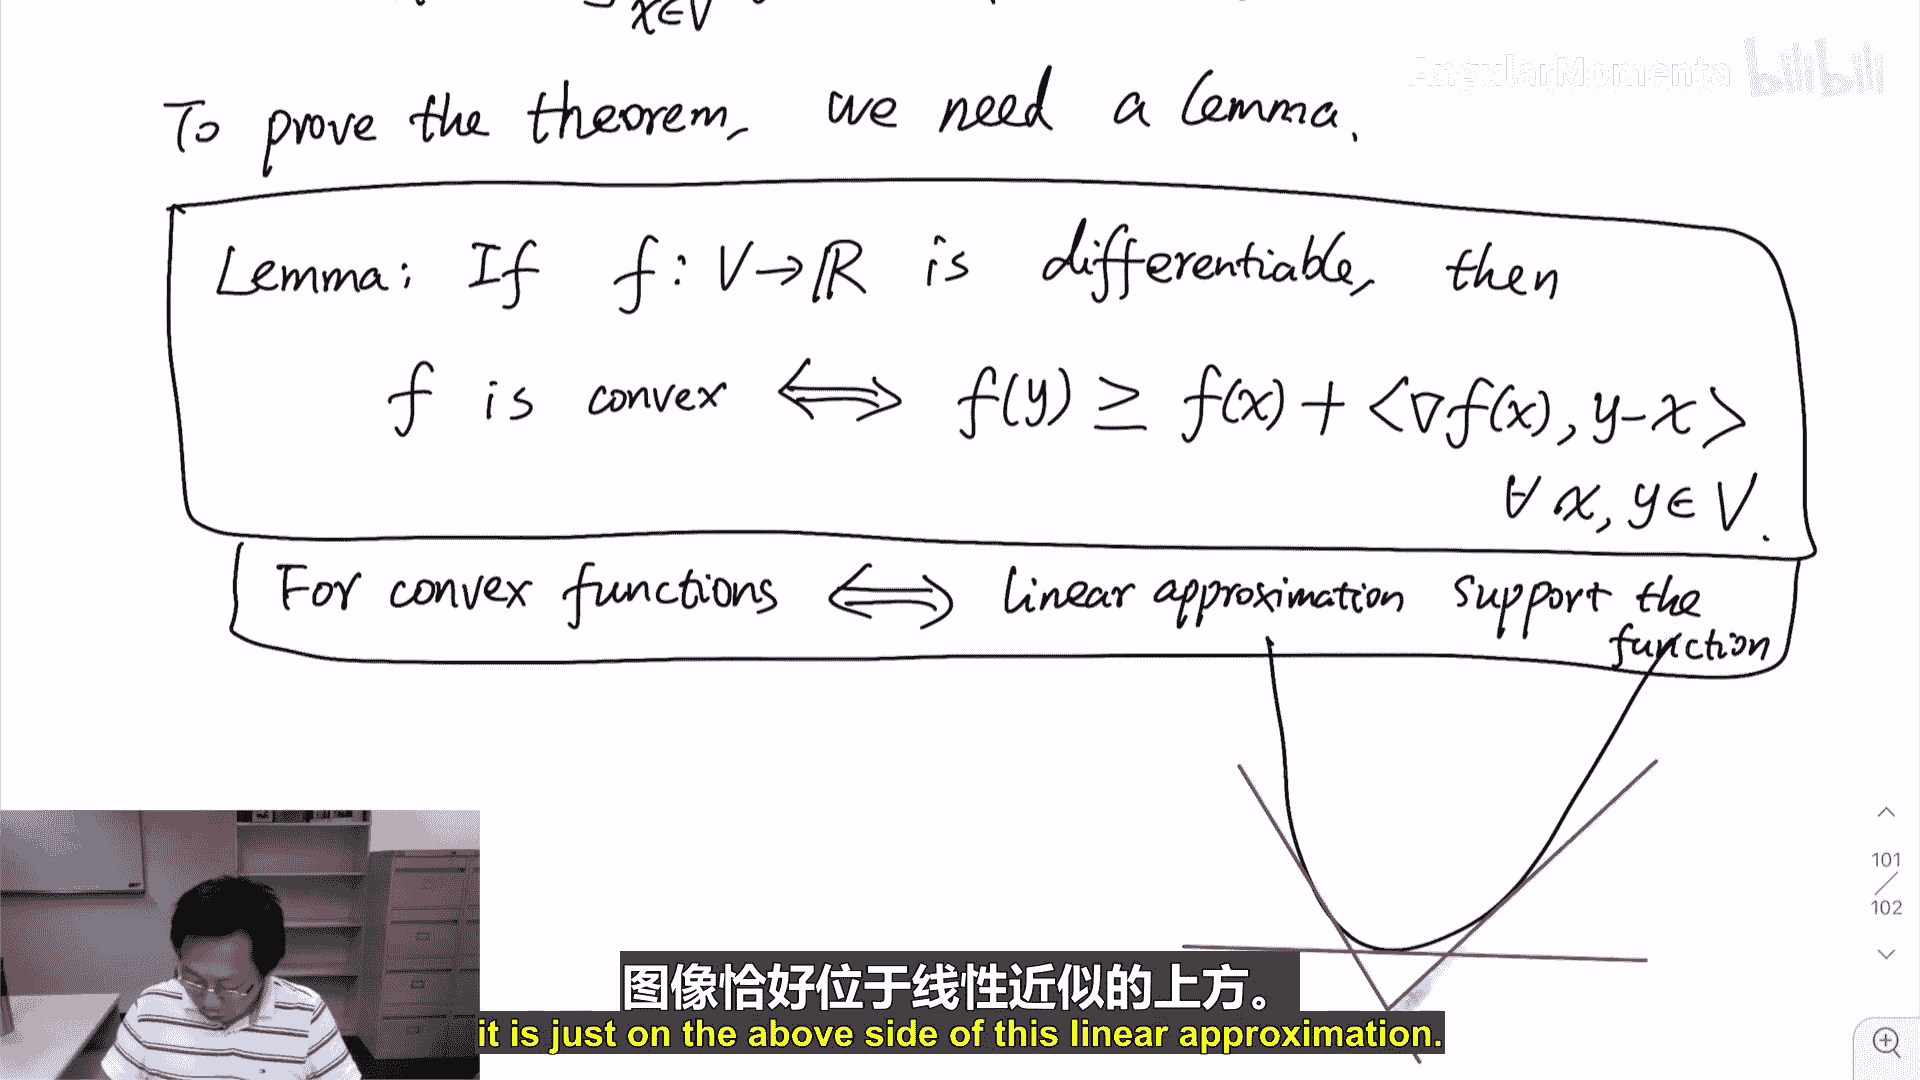 x∈V
AngularMomenta bilibili
To prove the theorem, we need a lemma.
Lemma: If f: V→ℝ is differentiable, then
f is convex ⟺ f(y) ≥ f(x) + <∇f(x), y-x>
∀ x, y ∈ V.
For convex functions ⟺ linear approximation support the
function
101
/
102
图像恰好位于线性近似的上方。
it is just on the above side of this linear approximation.